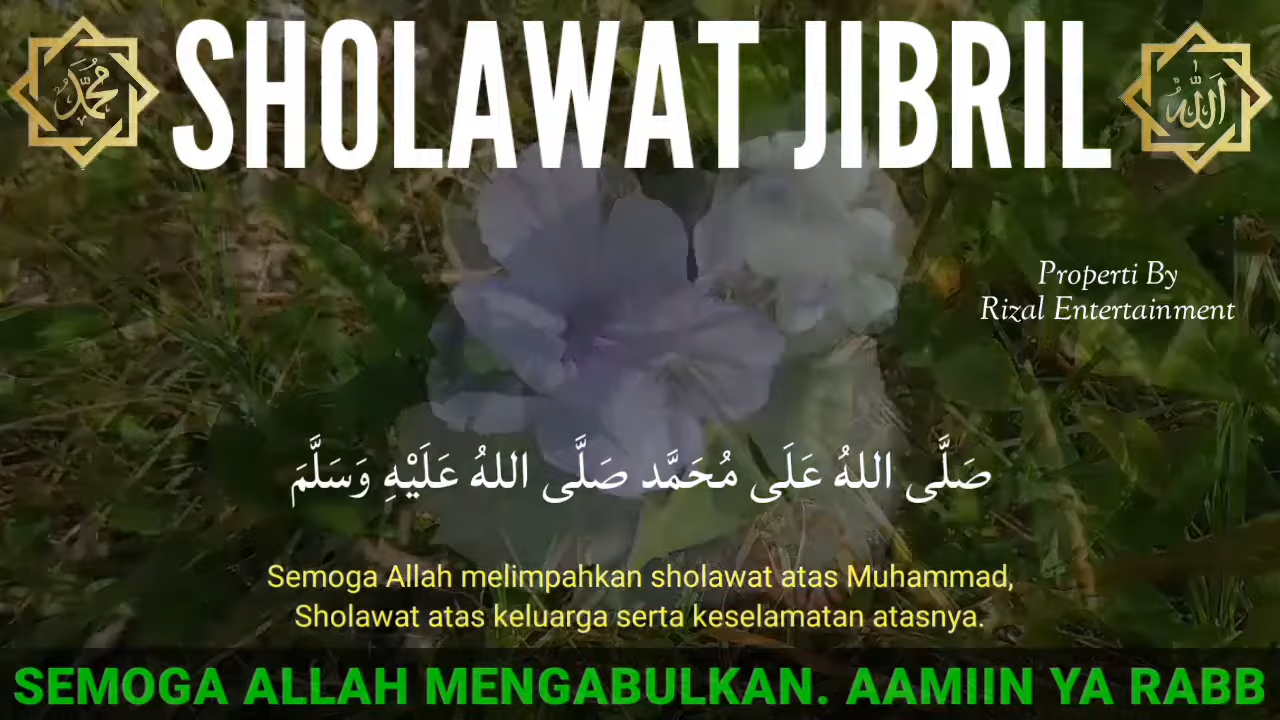 SHOLAWAT JIBRIL
محمد
الله
Properti By
Rizal Entertainment
صَلَّى اللهُ عَلَى مُحَمَّد صَلَّى اللهُ عَلَيْهِ وَسَلَّمَ
Semoga Allah melimpahkan sholawat atas Muhammad,
Sholawat atas keluarga serta keselamatan atasnya.
SEMOGA ALLAH MENGABULKAN. AAMIIN YA RABB